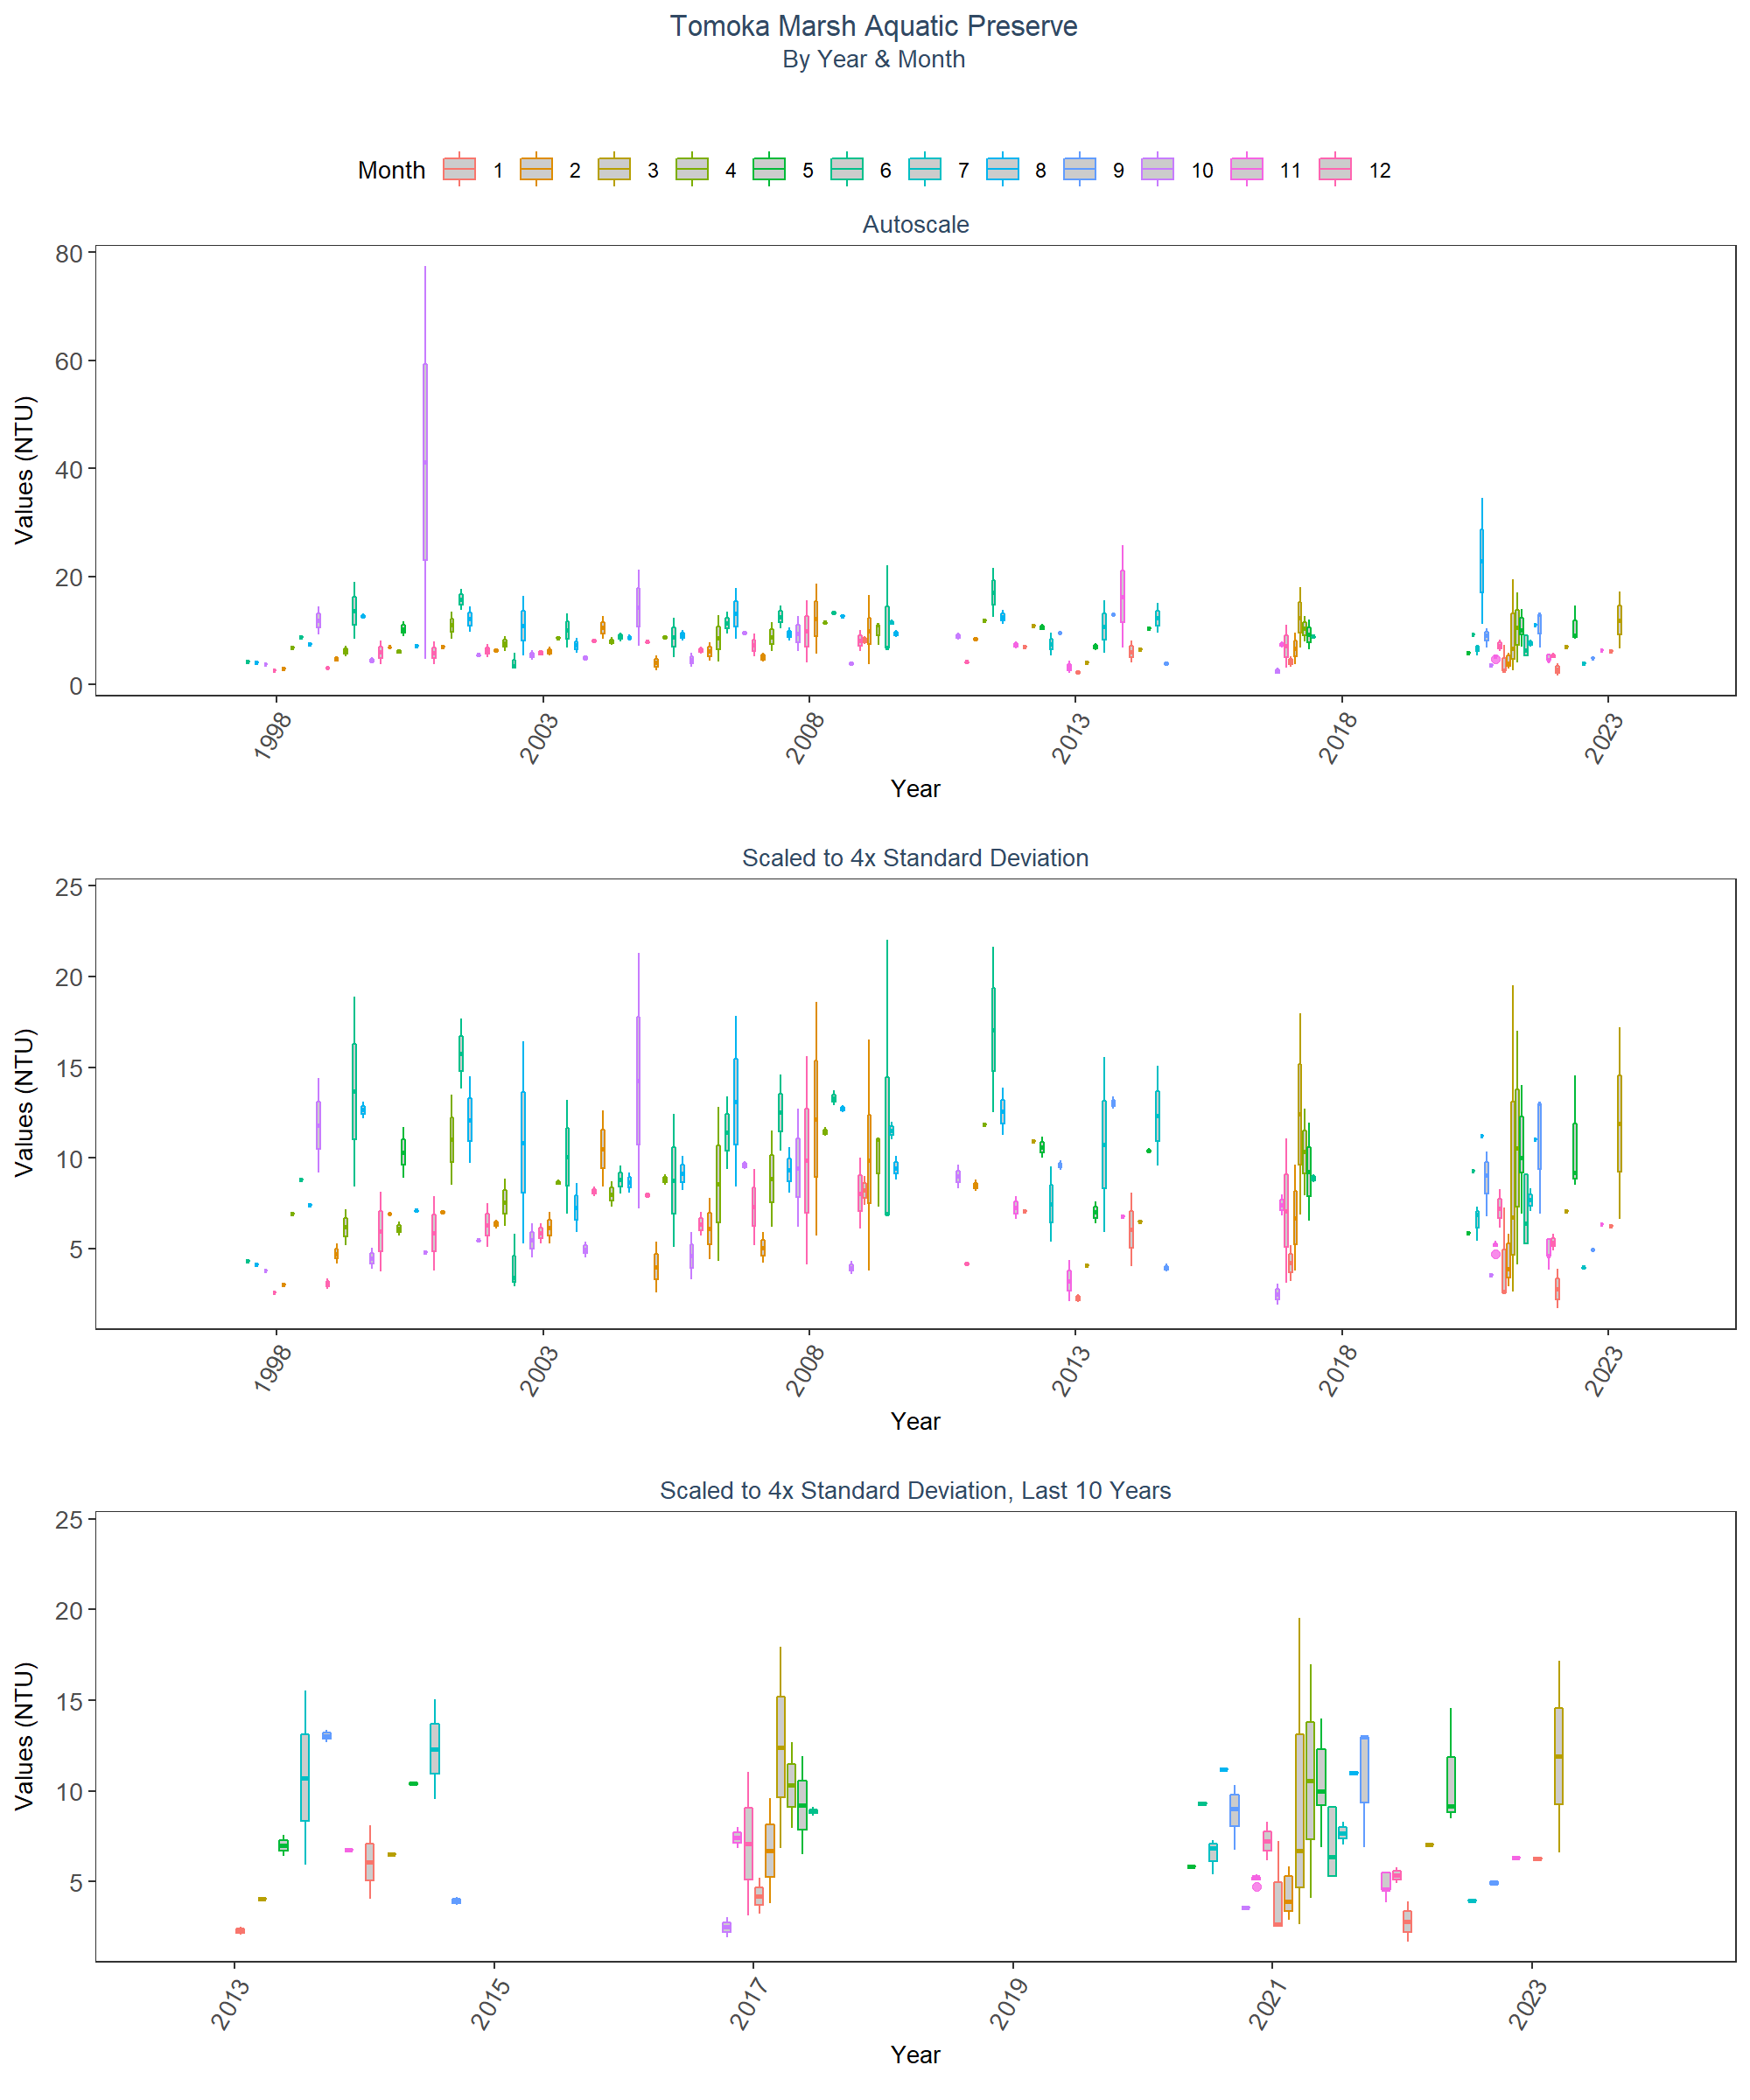 Tomoka Marsh Aquatic Preserve
By Year & Month
Month 1 2 3 4 5 6 7 8 9 10 11 12
Autoscale
80
60
40
20
0
Values (NTU)
1998 2003 2008 2013 2018 2023
Year
Scaled to 4x Standard Deviation
25
20
15
10
5
Values (NTU)
1998 2003 2008 2013 2018 2023
Year
Scaled to 4x Standard Deviation, Last 10 Years
25
20
15
10
5
Values (NTU)
2013 2015 2017 2019 2021 2023
Year